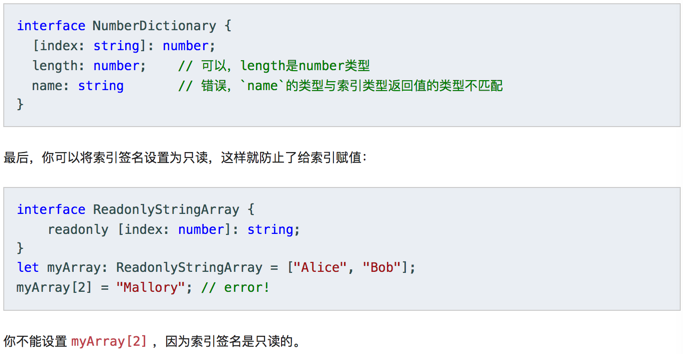 interface NumberDictionary {
  [index: string]: number;
  length: number;    // 可以，length是number类型
  name: string       // 错误，`name`的类型与索引类型返回值的类型不匹配
}
最后，你可以将索引签名设置为只读，这样就防止了给索引赋值：
interface ReadonlyStringArray {
    readonly [index: number]: string;
}
let myArray: ReadonlyStringArray = ["Alice", "Bob"];
myArray[2] = "Mallory"; // error!
你不能设置 myArray[2] ，因为索引签名是只读的。